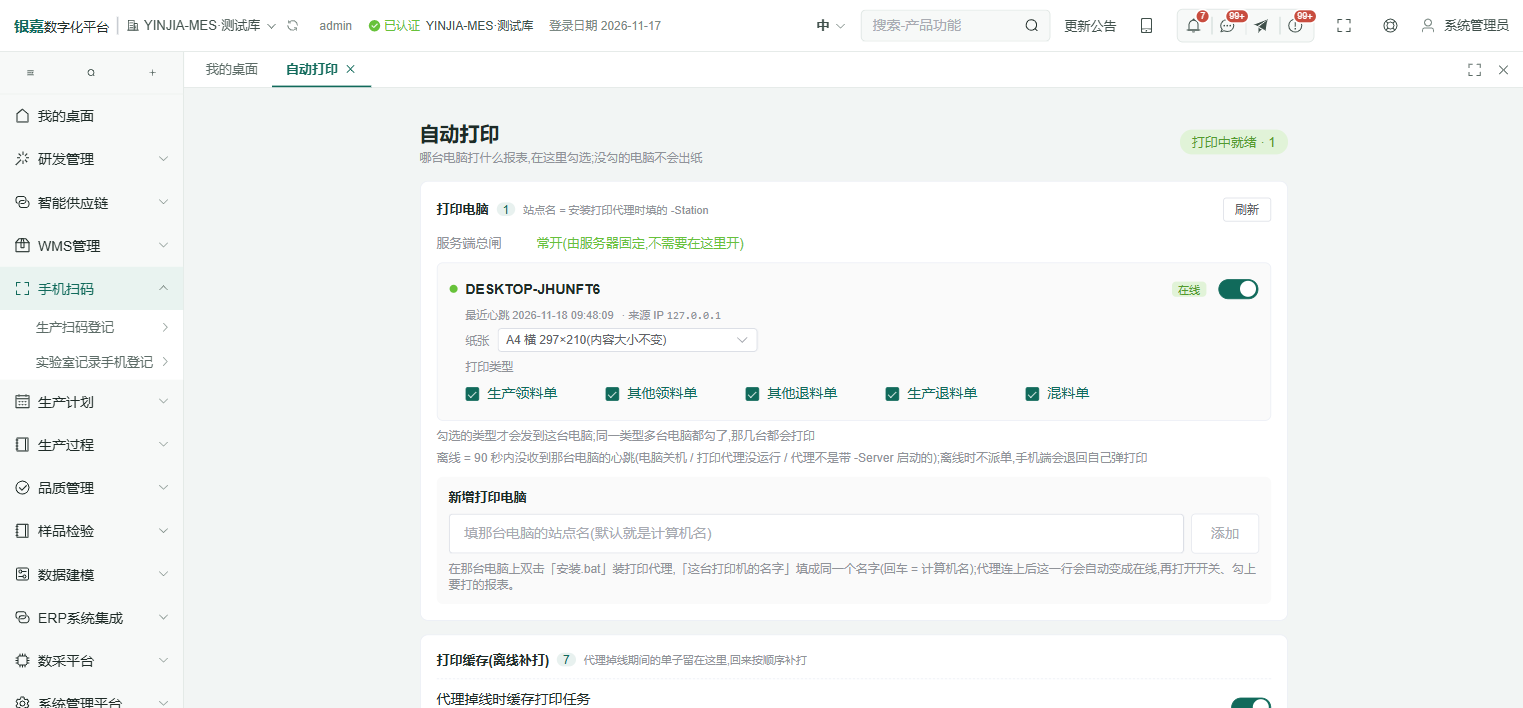 银嘉数字化平台
YINJIA-MES·测试库
admin
已认证 YINJIA-MES·测试库
登录日期 2026-11-17
中
搜索-产品功能
更新公告
7
99+
99+
系统管理员
我的桌面
自动打印
我的桌面
研发管理
智能供应链
WMS管理
手机扫码
生产扫码登记
实验室记录手机登记
生产计划
生产过程
品质管理
样品检验
数据建模
ERP系统集成
数采平台
系统管理平台
自动打印
哪台电脑打什么报表,在这里勾选;没勾的电脑不会出纸
打印中就绪 · 1
打印电脑 1 站点名 = 安装打印代理时填的 -Station
刷新
服务端总闸 常开(由服务器固定,不需要在这里开)
DESKTOP-JHUNFT6
在线
最近心跳 2026-11-18 09:48:09 · 来源 IP 127.0.0.1
纸张 A4 横 297×210(内容大小不变)
打印类型
生产领料单 其他领料单 其他退料单 生产退料单 混料单
勾选的类型才会发到这台电脑;同一类型多台电脑都勾了,那几台都会打印
离线 = 90 秒内没收到那台电脑的心跳(电脑关机 / 打印代理没运行 / 代理不是带 -Server 启动的);离线时不派单,手机端会退回自己弹打印
新增打印电脑
填那台电脑的站点名(默认就是计算机名)
添加
在那台电脑上双击「安装.bat」装打印代理,「这台打印机的名字」填成同一个名字(回车 = 计算机名);代理连上后这一行会自动变成在线,再打开开关、勾上
要打的报表。
打印缓存(离线补打) 7 代理掉线期间的单子留在这里,回来按顺序补打
代理掉线时缓存打印任务